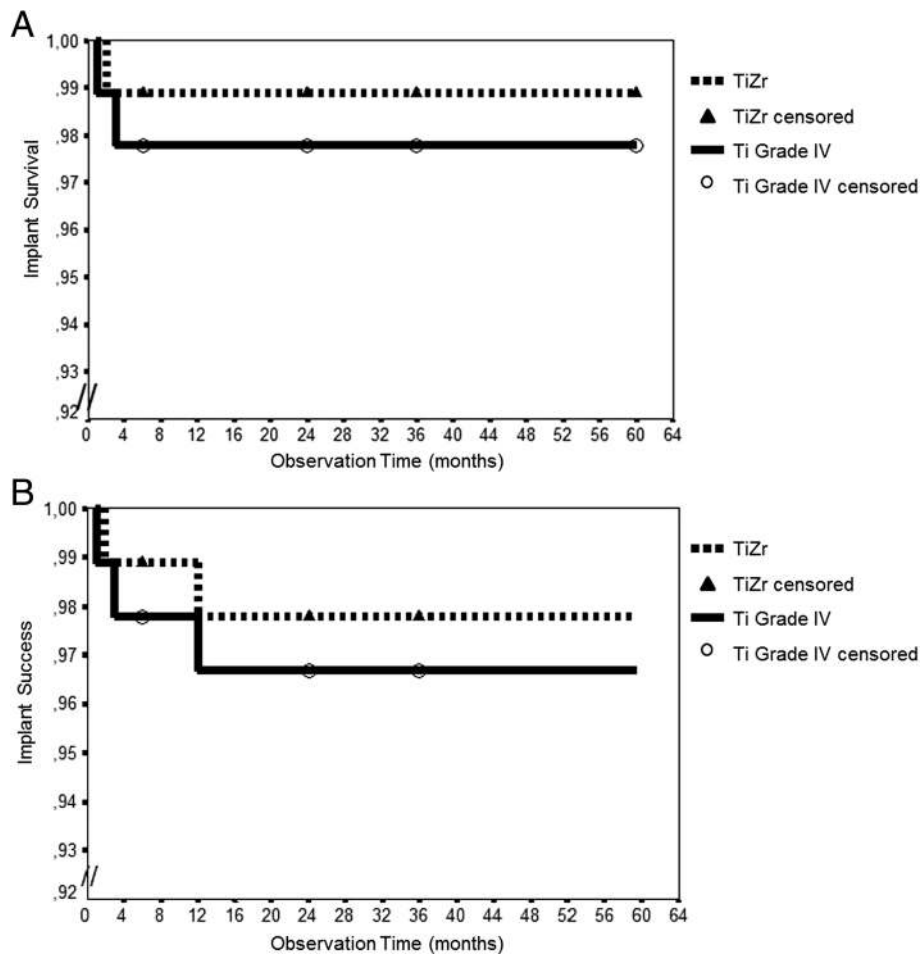 A
1,00
,99
,98
,97
,96
,95
,94
,93
,92
Implant Survival
0 4 8 12 16 20 24 28 32 36 40 44 48 52 56 60 64
Observation Time (months)
TiZr
TiZr censored
Ti Grade IV
Ti Grade IV censored
B
1,00
,99
,98
,97
,96
,95
,94
,93
,92
Implant Success
0 4 8 12 16 20 24 28 32 36 40 44 48 52 56 60 64
Observation Time (months)
TiZr
TiZr censored
Ti Grade IV
Ti Grade IV censored